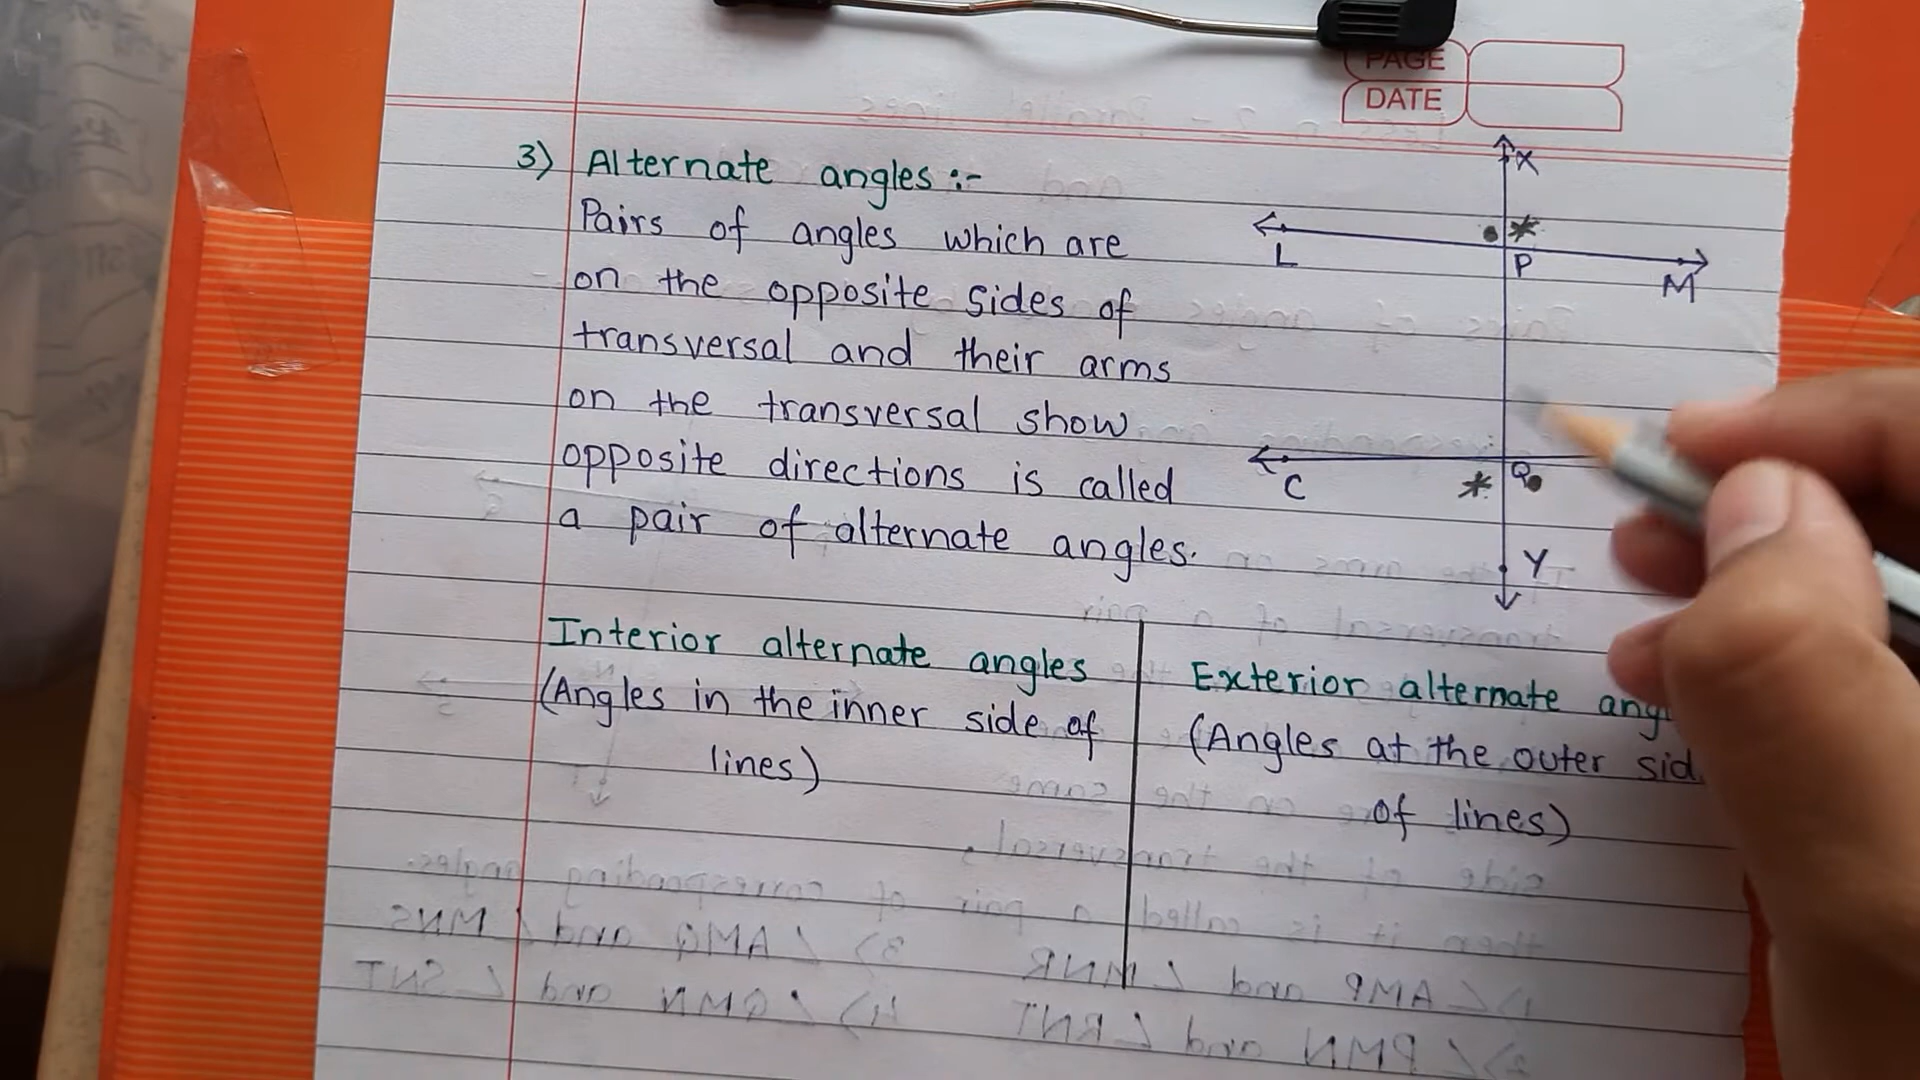 PAGE
DATE
3) Alternate angles :-
Pairs of angles which are
on the opposite sides of
transversal and their arms
on the transversal show
opposite directions is called
a pair of alternate angles.
X
L
P
M
C
Q
Y
Interior alternate angles
(Angles in the inner side of
lines)
Exterior alternate ang
(Angles at the outer sid
of lines)